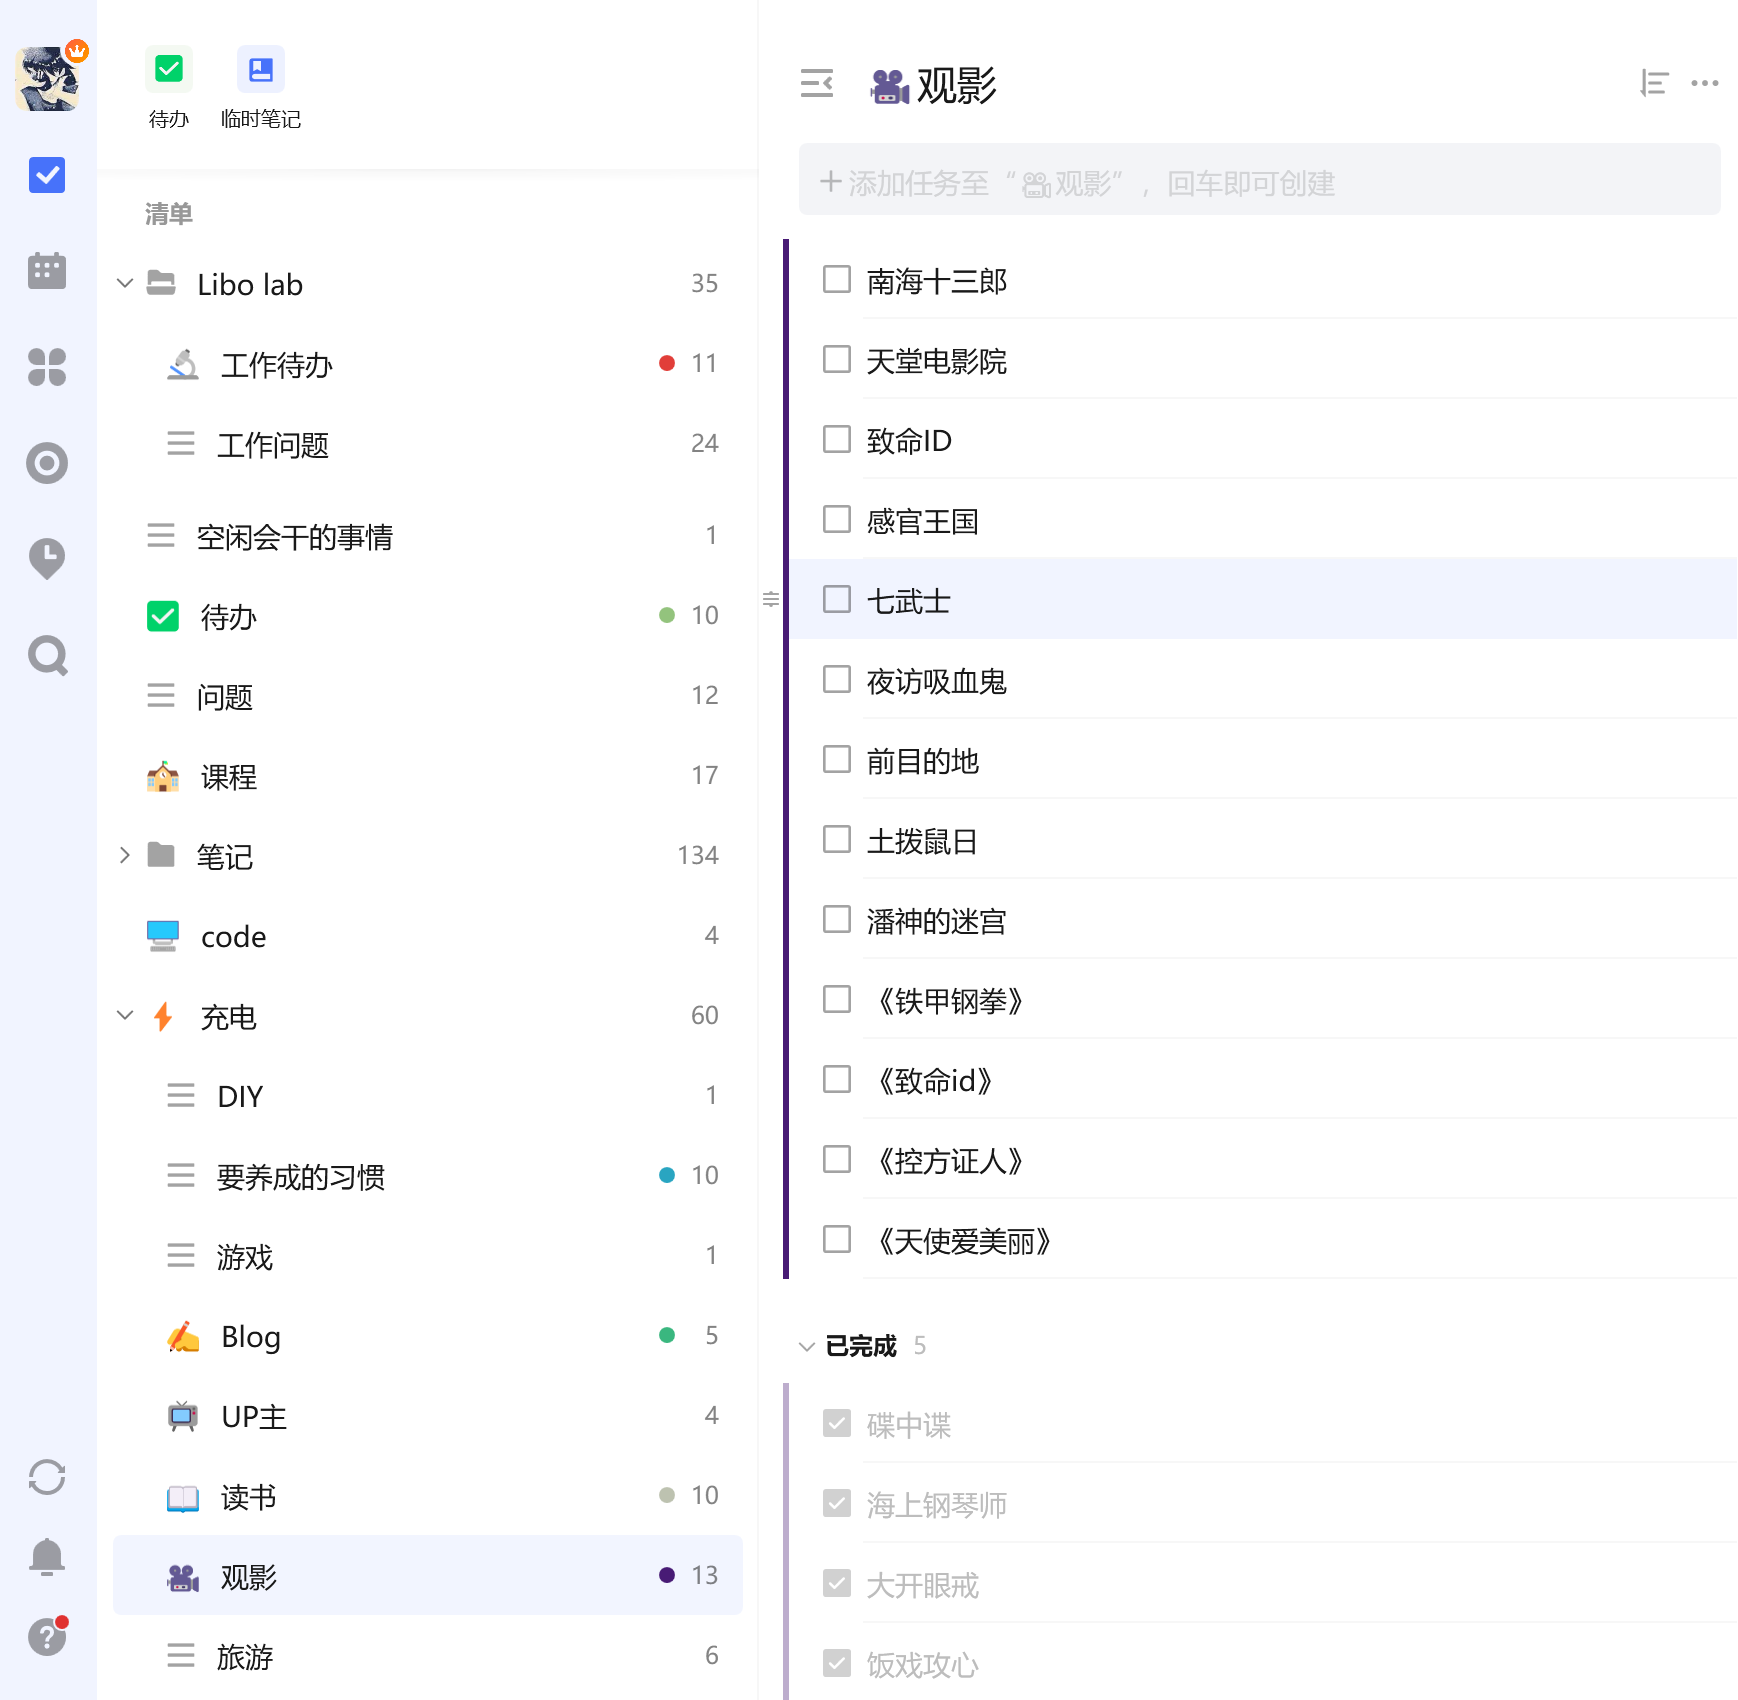 待办
临时笔记
清单
Libo lab 35
工作待办 11
工作问题 24
空闲会干的事情 1
待办 10
问题 12
课程 17
笔记 134
code 4
充电 60
DIY 1
要养成的习惯 10
游戏 1
Blog 5
UP主 4
读书 10
观影 13
旅游 6
观影
添加任务至“🎥观影”，回车即可创建
南海十三郎
天堂电影院
致命ID
感官王国
七武士
夜访吸血鬼
前目的地
土拨鼠日
潘神的迷宫
《铁甲钢拳》
《致命id》
《控方证人》
《天使爱美丽》
已完成 5
碟中谍
海上钢琴师
大开眼戒
饭戏攻心